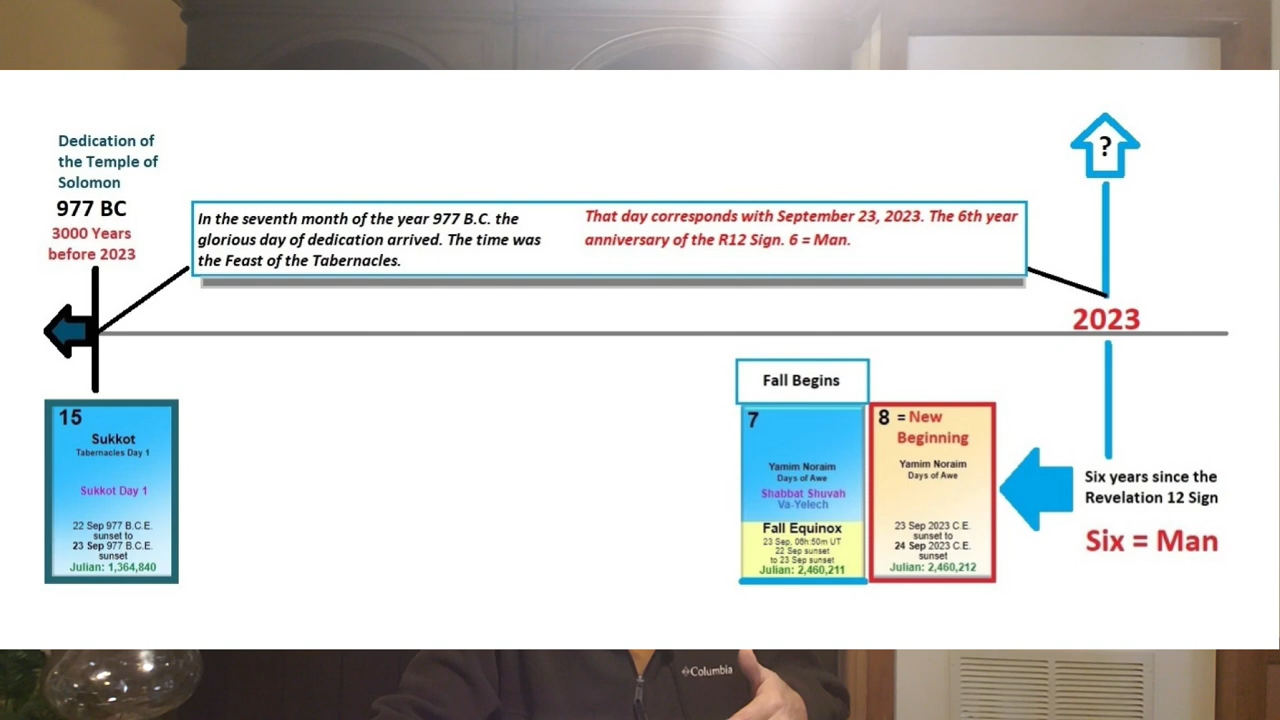 Dedication of
the Temple of
Solomon
977 BC
3000 Years
before 2023
In the seventh month of the year 977 B.C. the
glorious day of dedication arrived. The time was
the Feast of the Tabernacles.
That day corresponds with September 23, 2023. The 6th year
anniversary of the R12 Sign. 6 = Man.
?
2023
15
Sukkot
Tabernacles Day 1
Sukkot Day 1
22 Sep 977 B.C.E.
sunset to
23 Sep 977 B.C.E.
sunset
Julian: 1,364,840
Fall Begins
7
Yamim Noraim
Days of Awe
Shabbat Shuvah
Va-Yelech
Fall Equinox
23 Sep, 06h:50m UT
22 Sep sunset
to 23 Sep sunset
Julian: 2,460,211
8 = New
Beginning
Yamim Noraim
Days of Awe
23 Sep 2023 C.E.
sunset to
24 Sep 2023 C.E.
sunset
Julian: 2,460,212
Six years since the
Revelation 12 Sign
Six = Man
Columbia